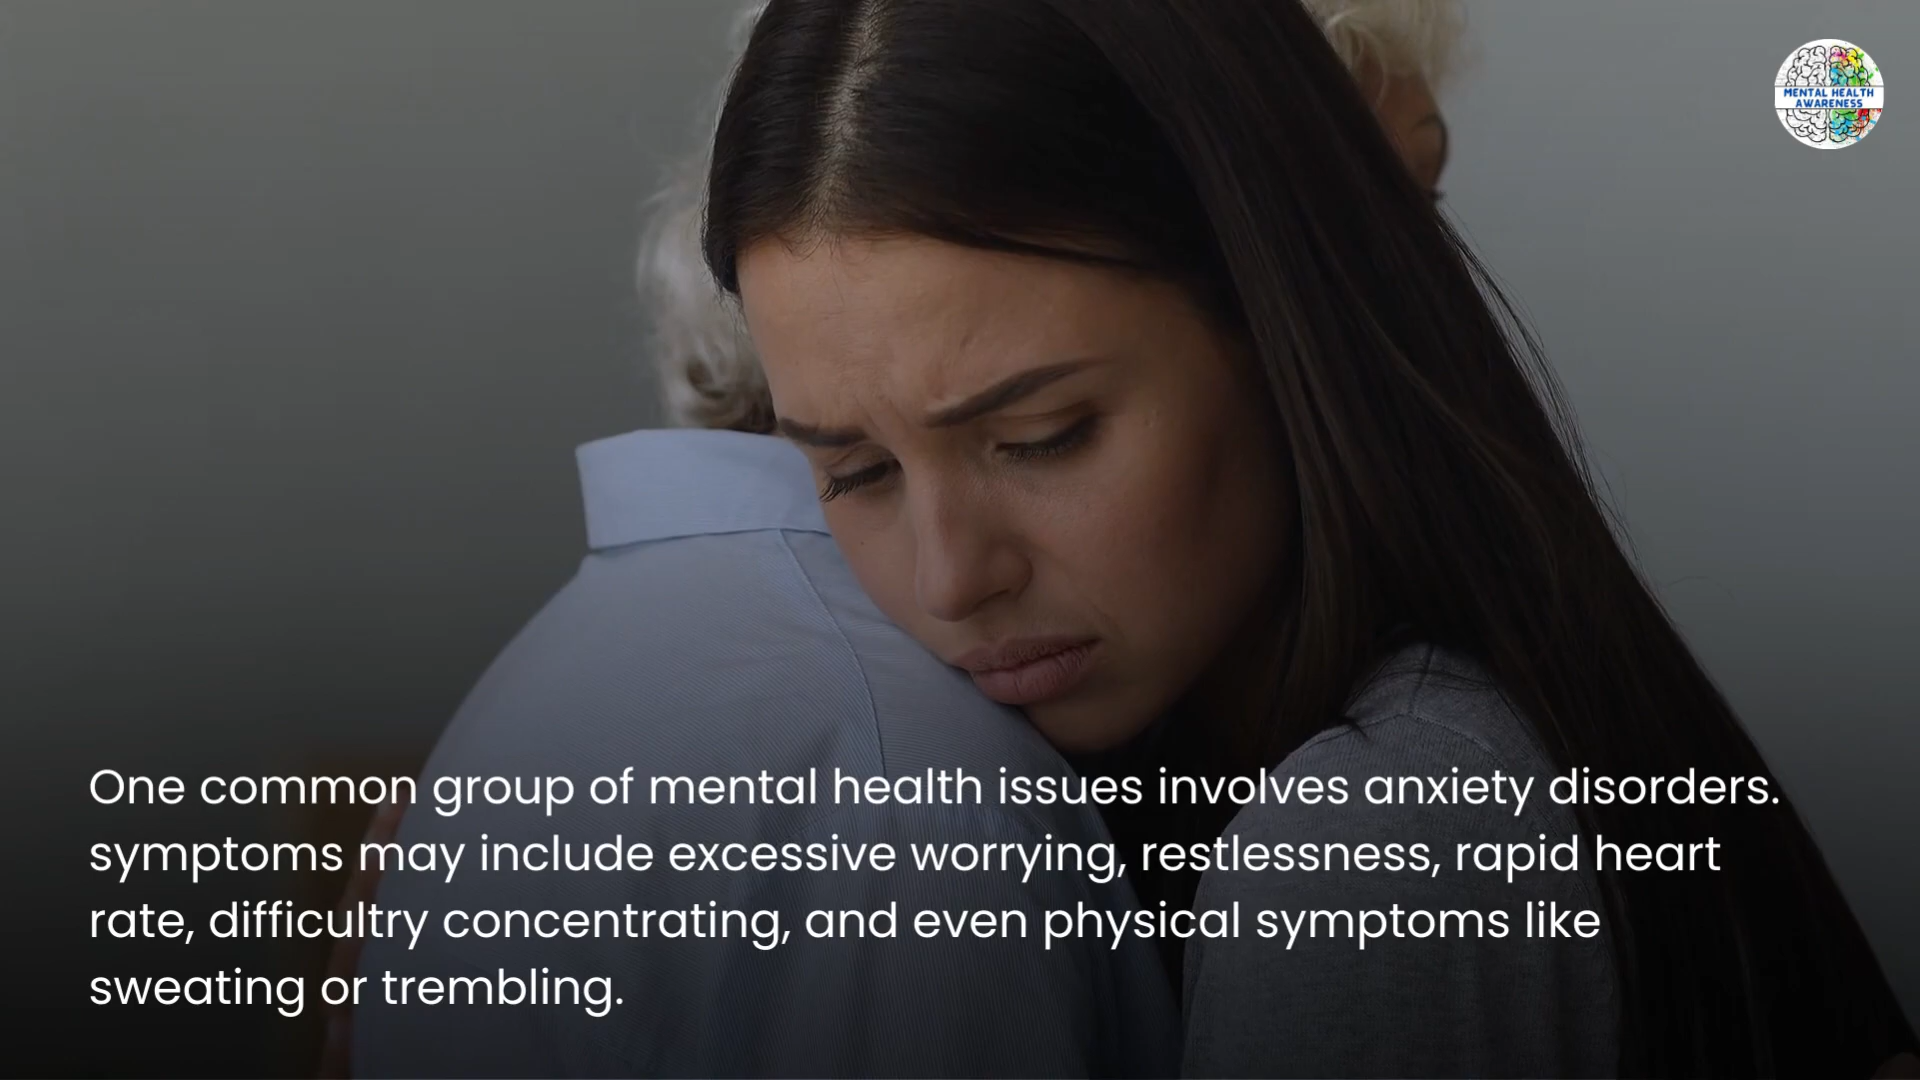 MENTAL HEALTH
AWARENESS
One common group of mental health issues involves anxiety disorders.
symptoms may include excessive worrying, restlessness, rapid heart
rate, difficultry concentrating, and even physical symptoms like
sweating or trembling.